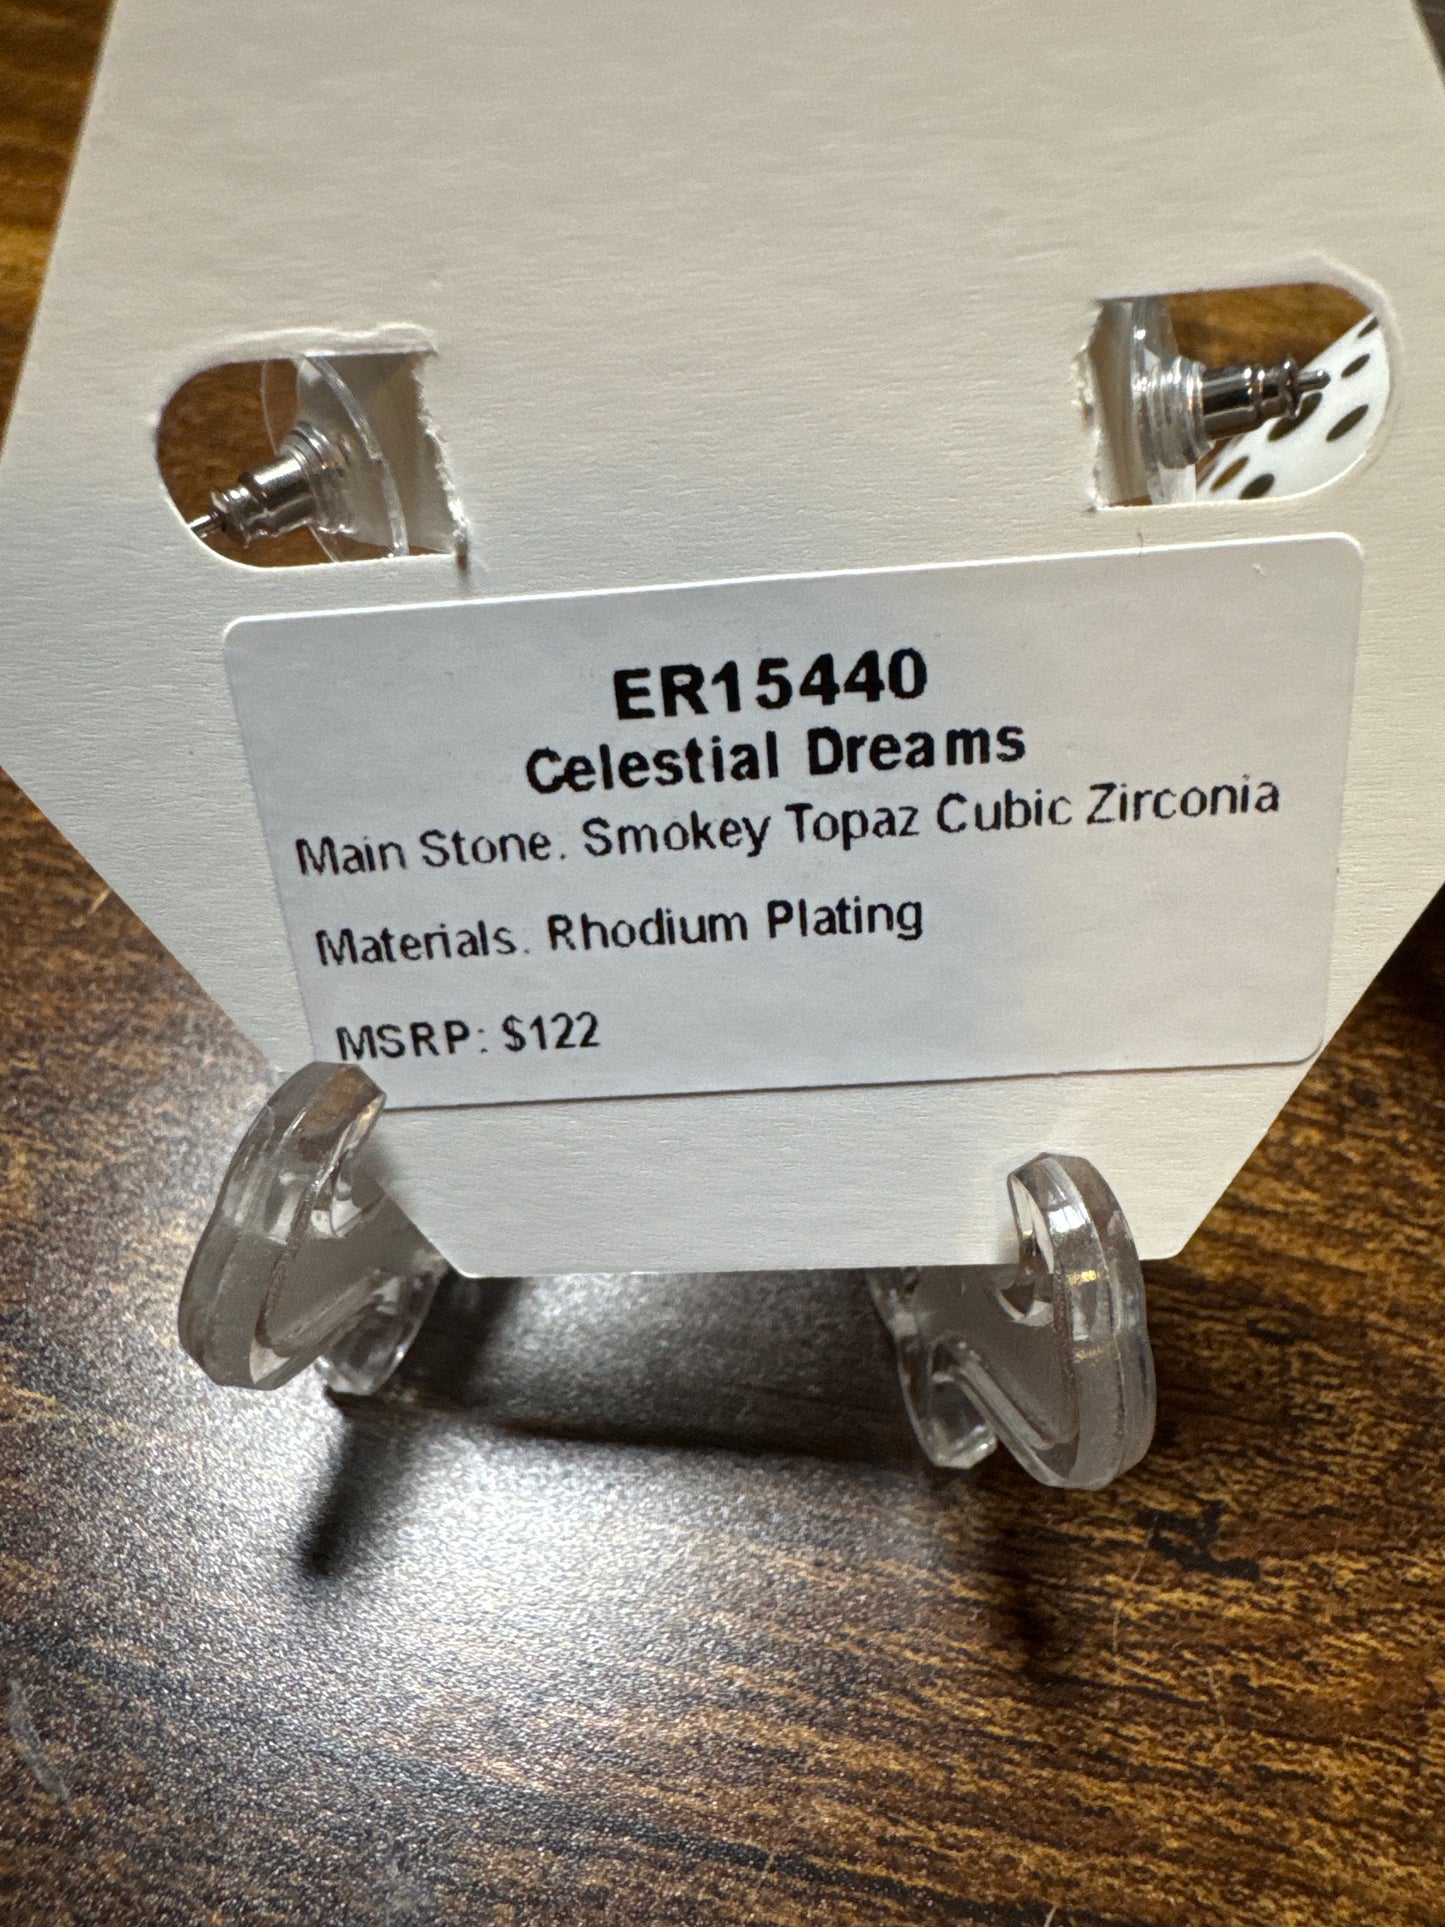 ER15440
Celestial Dreams
Main Stone. Smokey Topaz Cubic Zirconia
Materials. Rhodium Plating
MSRP: $122